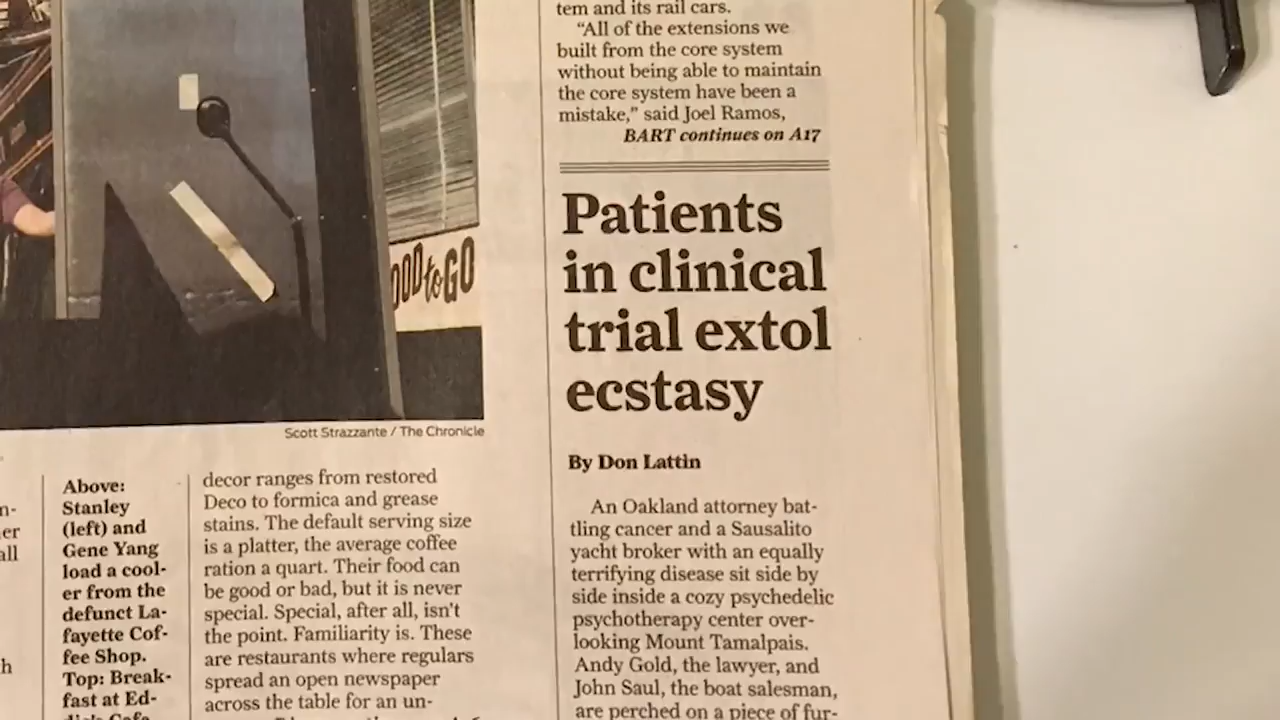 tem and its rail cars.
“All of the extensions we
built from the core system
without being able to maintain
the core system have been a
mistake,” said Joel Ramos,
BART continues on A17
Patients
in clinical
trial extol
ecstasy
By Don Lattin
An Oakland attorney bat-
tling cancer and a Sausalito
yacht broker with an equally
terrifying disease sit side by
side inside a cozy psychedelic
psychotherapy center over-
looking Mount Tamalpais.
Andy Gold, the lawyer, and
John Saul, the boat salesman,
are perched on a piece of fur-
to GO
Scott Strazzante / The Chronicle
Above:
Stanley
(left) and
Gene Yang
load a cool-
er from the
defunct La-
fayette Cof-
fee Shop.
Top: Break-
fast at Ed-
decor ranges from restored
Deco to formica and grease
stains. The default serving size
is a platter, the average coffee
ration a quart. Their food can
be good or bad, but it is never
special. Special, after all, isn't
the point. Familiarity is. These
are restaurants where regulars
spread an open newspaper
across the table for an un-